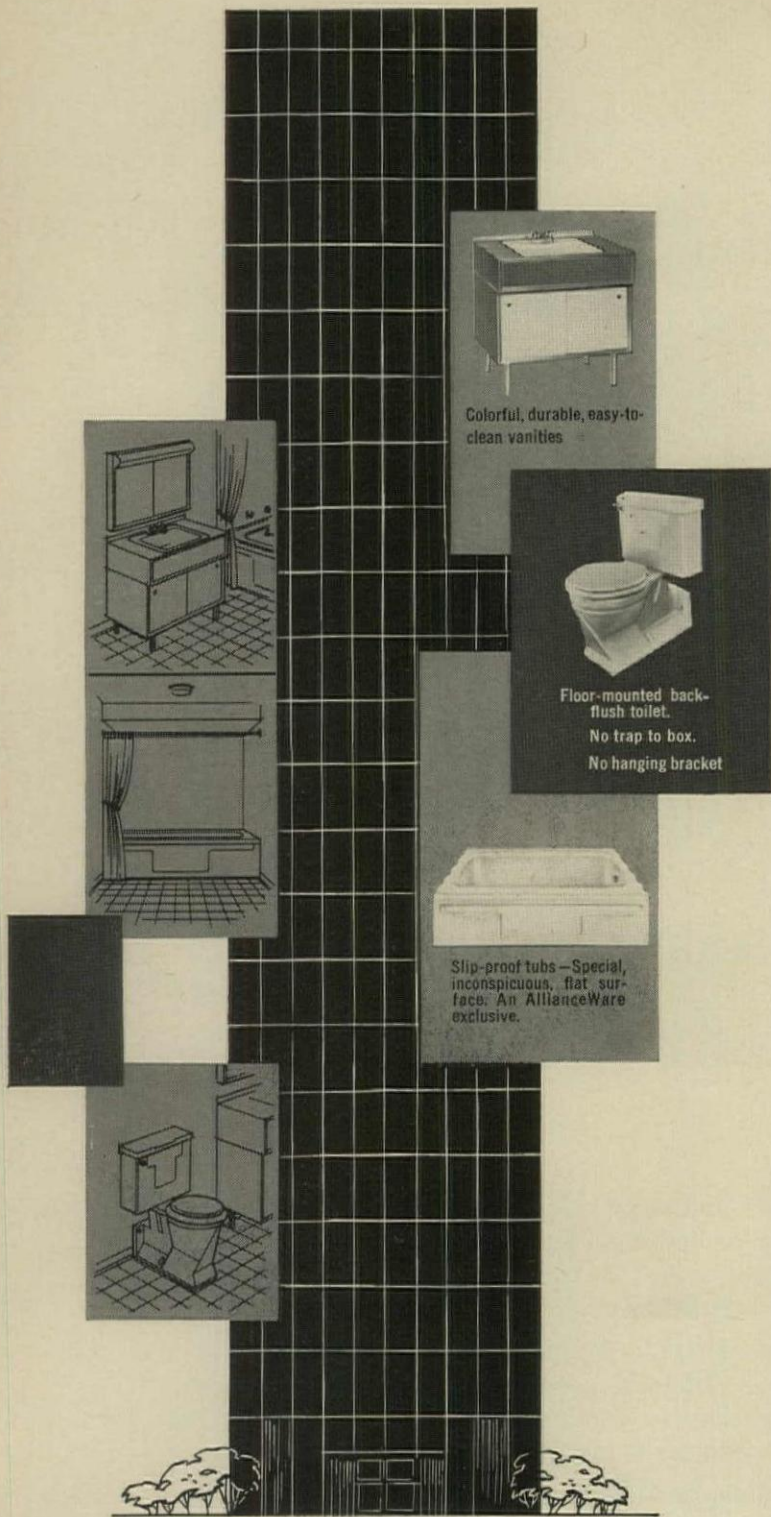 Colorful, durable, easy-to-
clean vanities
Floor-mounted back-
flush toilet.
No trap to box.
No hanging bracket
Slip-proof tubs—Special,
inconspicuous, flat sur-
face. An AllianceWare
exclusive.